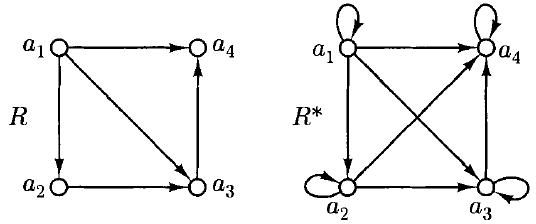 a₁ a₄ a₁ a₄
R R*
a₂ a₃ a₂ a₃